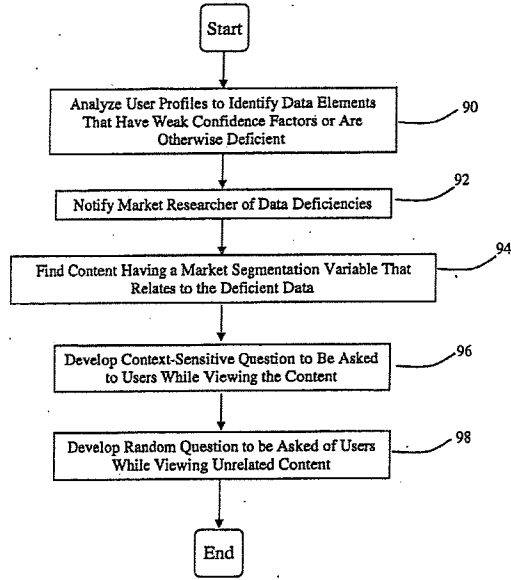 Start
Analyze User Profiles to Identify Data Elements
That Have Weak Confidence Factors or Are
Otherwise Deficient
90
Notify Market Researcher of Data Deficiencies
92
Find Content Having a Market Segmentation Variable That
Relates to the Deficient Data
94
Develop Context-Sensitive Question to Be Asked
to Users While Viewing the Content
96
Develop Random Question to be Asked of Users
While Viewing Unrelated Content
98
End